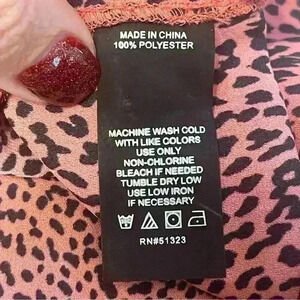 MADE IN CHINA
100% POLYESTER
MACHINE WASH COLD
WITH LIKE COLORS
USE ONLY
NON-CHLORINE
BLEACH IF NEEDED
TUMBLE DRY LOW
USE LOW IRON
IF NECESSARY
RN#51323